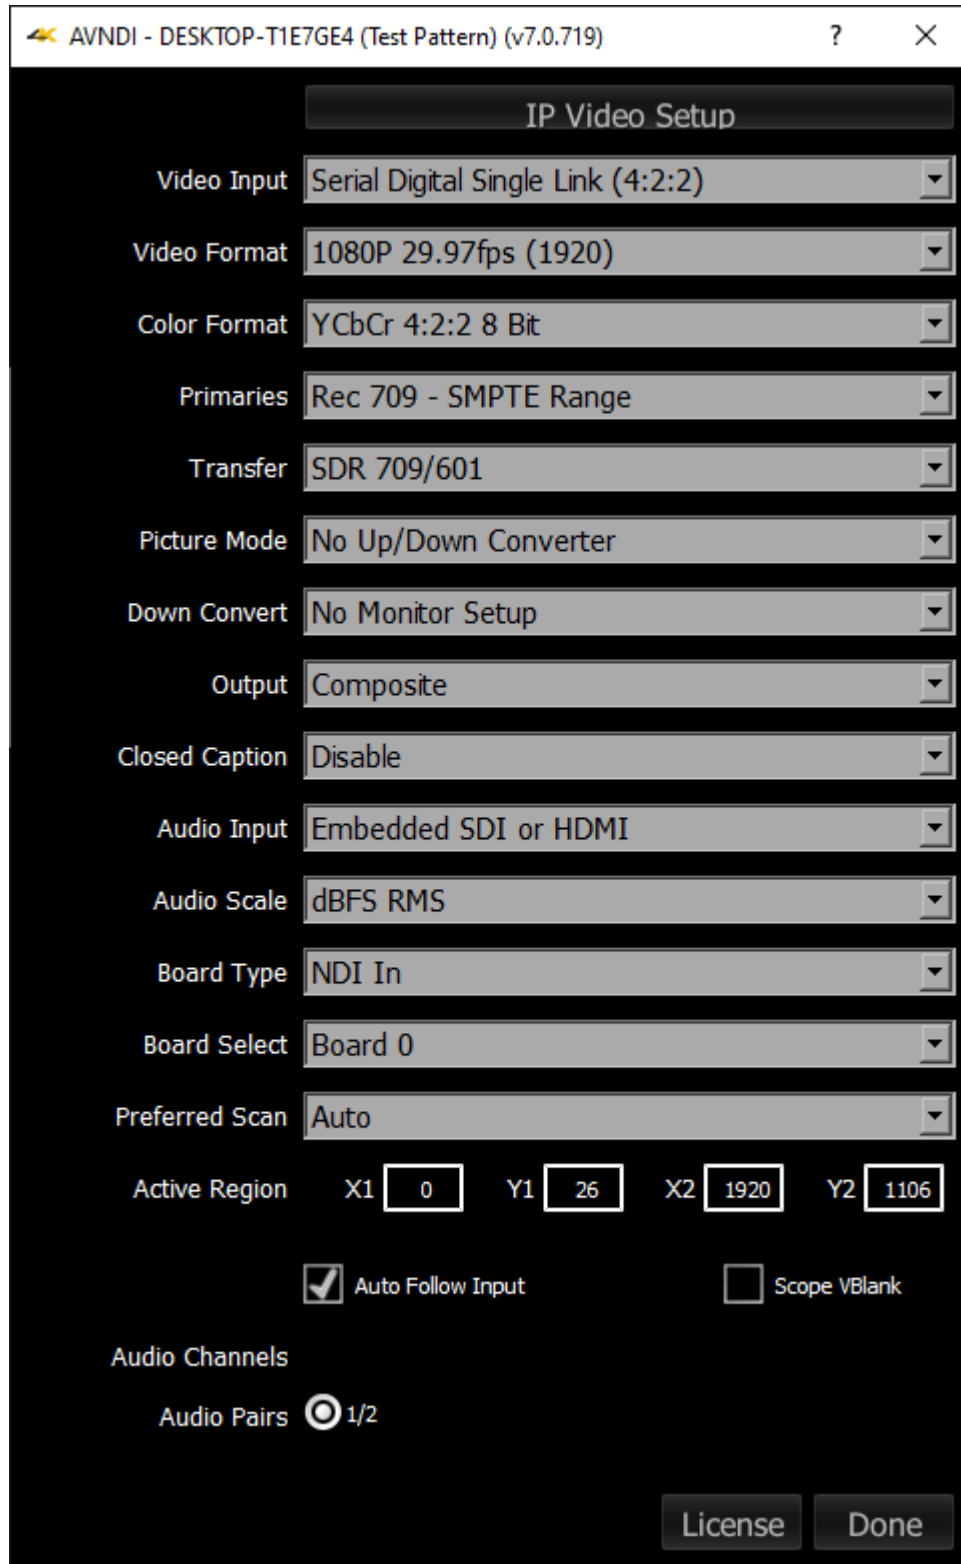 4K AVNDI - DESKTOP-T1E7GE4 (Test Pattern) (v7.0.719) ?
IP Video Setup
Video Input Serial Digital Single Link (4:2:2)
Video Format 1080P 29.97fps (1920)
Color Format YCbCr 4:2:2 8 Bit
Primaries Rec 709 - SMPTE Range
Transfer SDR 709/601
Picture Mode No Up/Down Converter
Down Convert No Monitor Setup
Output Composite
Closed Caption Disable
Audio Input Embedded SDI or HDMI
Audio Scale dBFS RMS
Board Type NDI In
Board Select Board 0
Preferred Scan Auto
Active Region X1 0 Y1 26 X2 1920 Y2 1106
Auto Follow Input Scope VBlank
Audio Channels
Audio Pairs 1/2
License Done